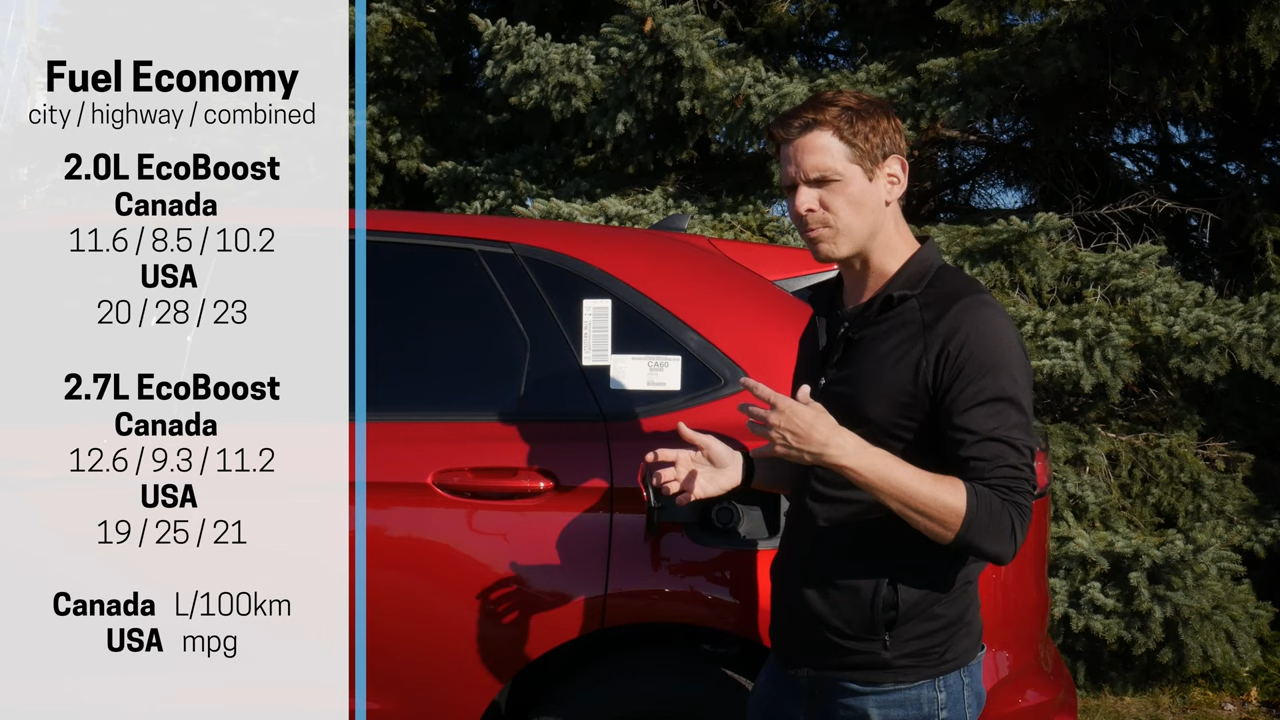 Fuel Economy
city / highway / combined
2.0L EcoBoost
Canada
11.6 / 8.5 / 10.2
USA
20 / 28 / 23
2.7L EcoBoost
Canada
12.6 / 9.3 / 11.2
USA
19 / 25 / 21
Canada L/100km
USA mpg
CA60